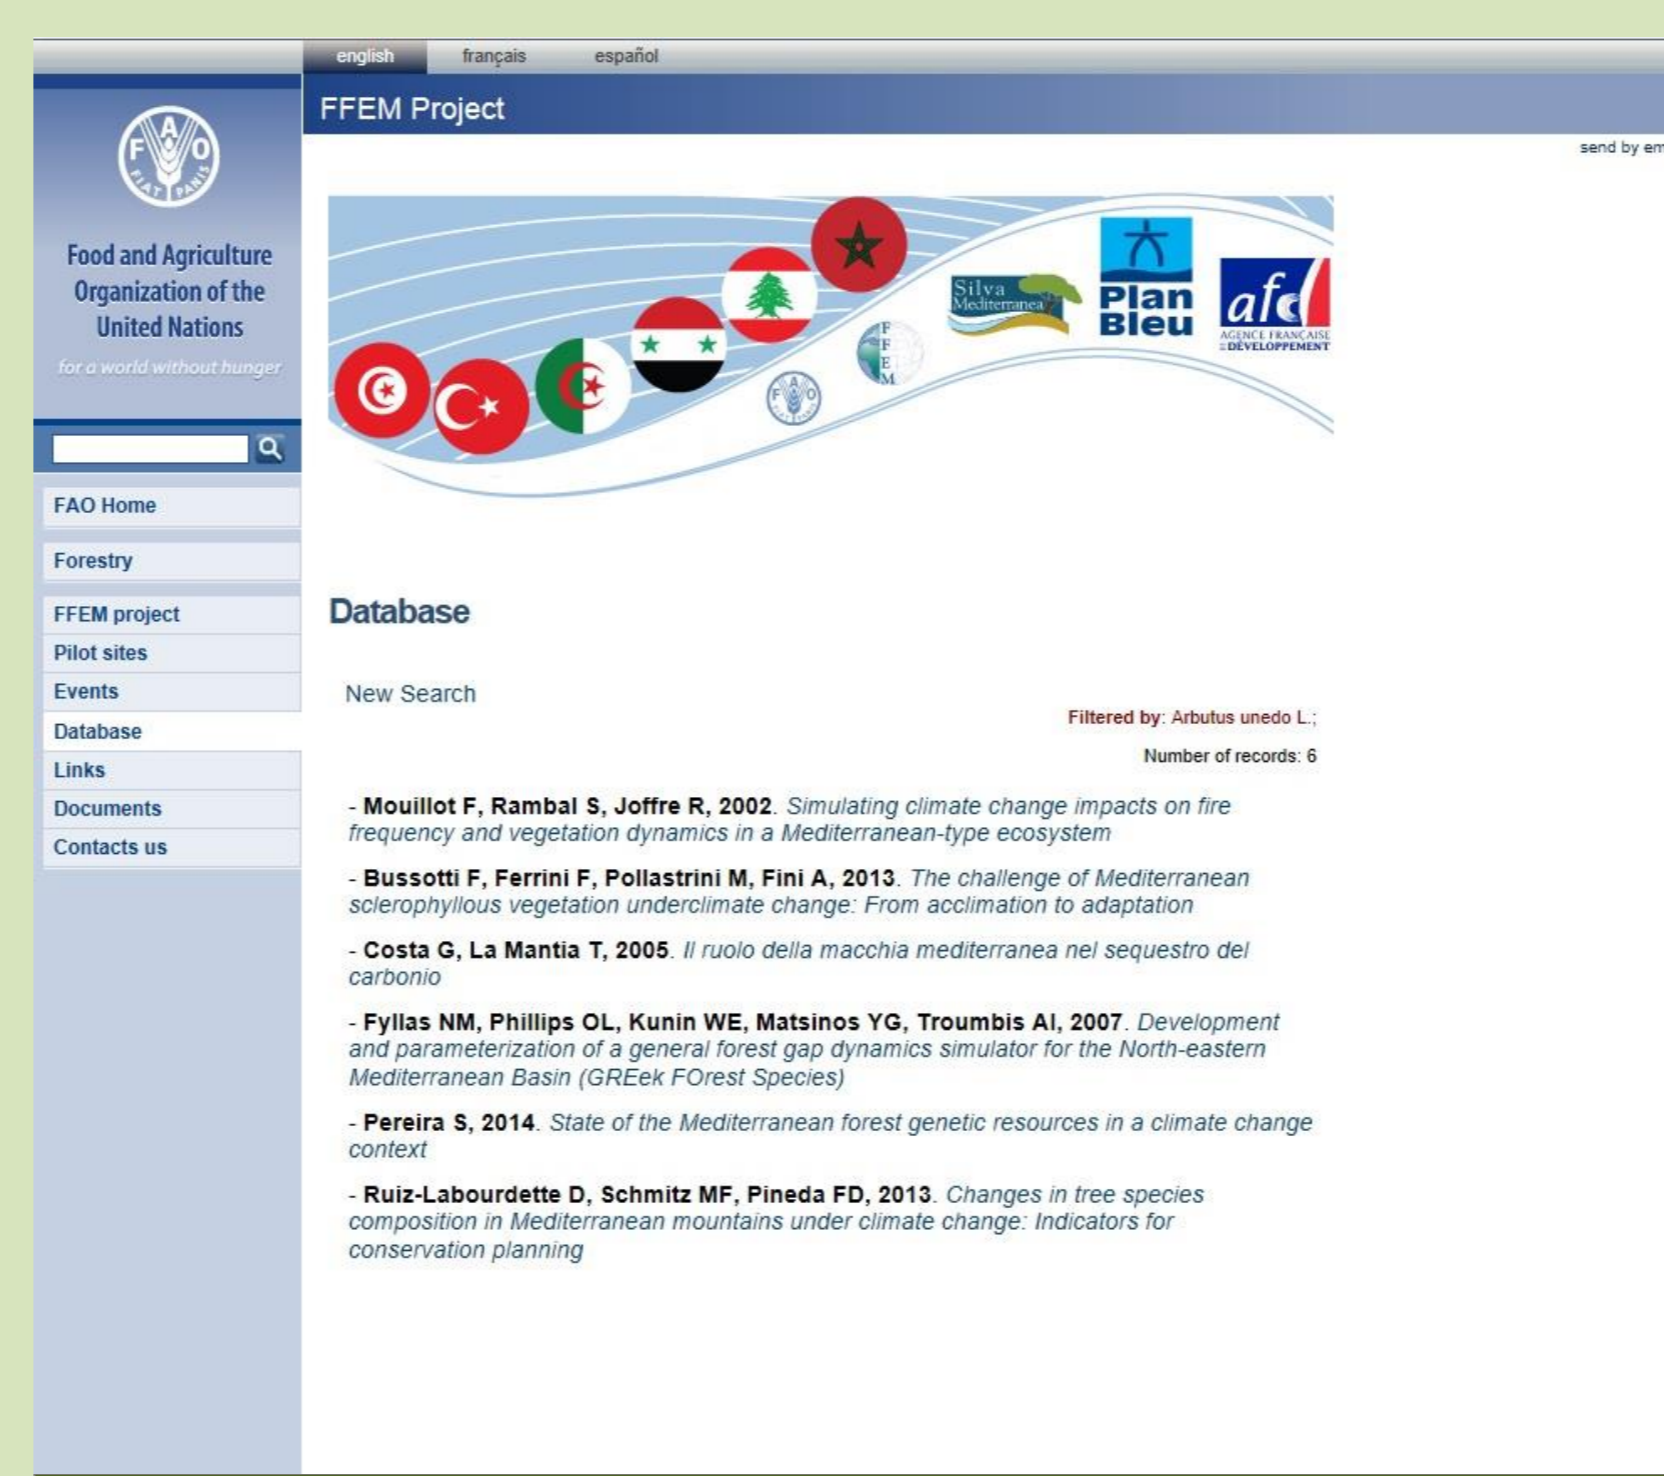 english français español
FFEM Project
send by em
F A O
FIAT PANIS
Food and Agriculture
Organization of the
United Nations
for a world without hunger
Silva
Mediterranea
Plan
Bleu
afd
AGENCE FRANÇAISE
DE DÉVELOPPEMENT
F
F
E
M
F A O
FAO Home
Forestry
FFEM project
Pilot sites
Events
Database
Links
Documents
Contacts us
Database
New Search
Filtered by: Arbutus unedo L.;
Number of records: 6
- Mouillot F, Rambal S, Joffre R, 2002. Simulating climate change impacts on fire
frequency and vegetation dynamics in a Mediterranean-type ecosystem
- Bussotti F, Ferrini F, Pollastrini M, Fini A, 2013. The challenge of Mediterranean
sclerophyllous vegetation underclimate change: From acclimation to adaptation
- Costa G, La Mantia T, 2005. Il ruolo della macchia mediterranea nel sequestro del
carbonio
- Fyllas NM, Phillips OL, Kunin WE, Matsinos YG, Troumbis AI, 2007. Development
and parameterization of a general forest gap dynamics simulator for the North-eastern
Mediterranean Basin (GREek FOrest Species)
- Pereira S, 2014. State of the Mediterranean forest genetic resources in a climate change
context
- Ruiz-Labourdette D, Schmitz MF, Pineda FD, 2013. Changes in tree species
composition in Mediterranean mountains under climate change: Indicators for
conservation planning